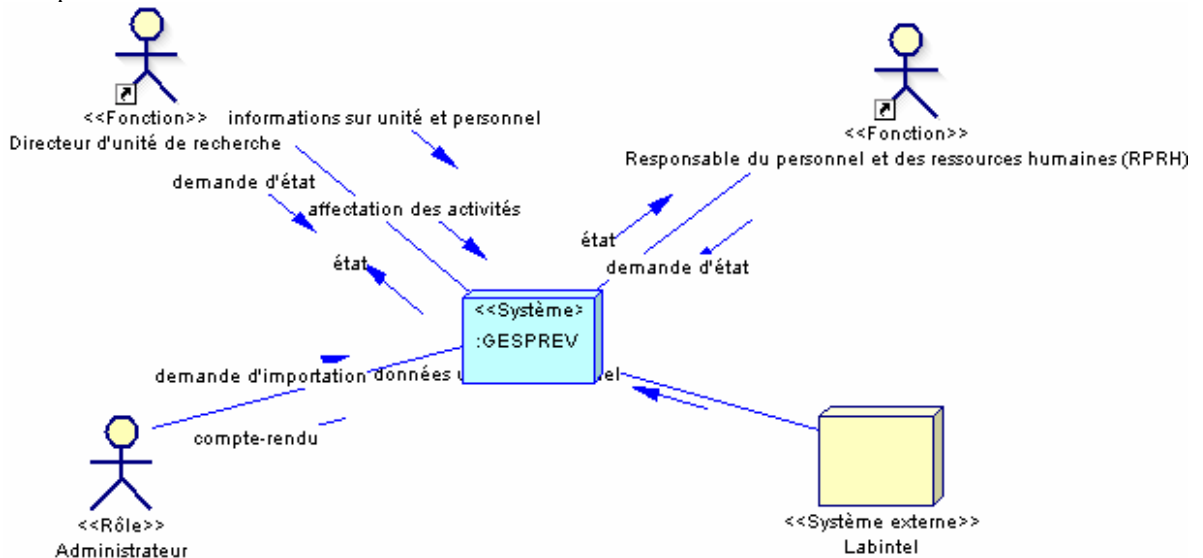 <<Fonction>>
Directeur d'unité de recherche
informations sur unité et personnel
<<Fonction>>
Responsable du personnel et des ressources humaines (RPRH)
demande d'état
affectation des activités
état
état
demande d'état
<<Système>
:GESPREV
demande d'importation
données
compte-rendu
<<Rôle>>
Administrateur
<<Système externe>>
Labintel